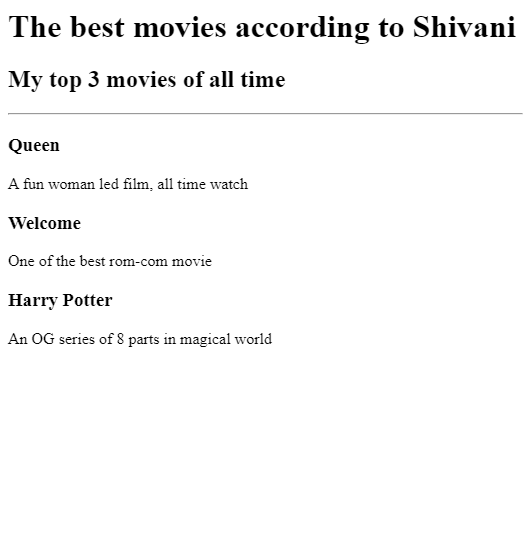 The best movies according to Shivani
My top 3 movies of all time
Queen
A fun woman led film, all time watch
Welcome
One of the best rom-com movie
Harry Potter
An OG series of 8 parts in magical world